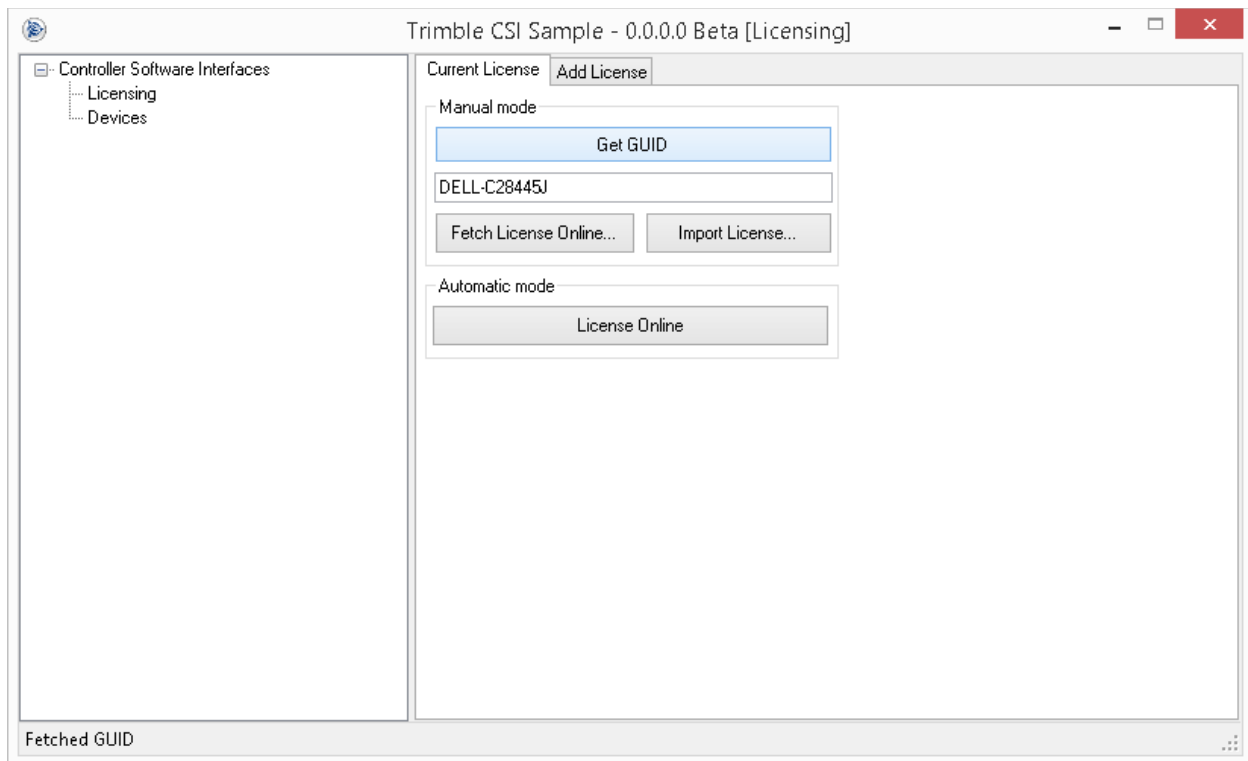 Trimble CSI Sample - 0.0.0.0 Beta [Licensing]
Controller Software Interfaces
Licensing
Devices
Current License
Add License
Manual mode
Get GUID
DELL-C28445J
Fetch License Online...
Import License...
Automatic mode
License Online
Fetched GUID